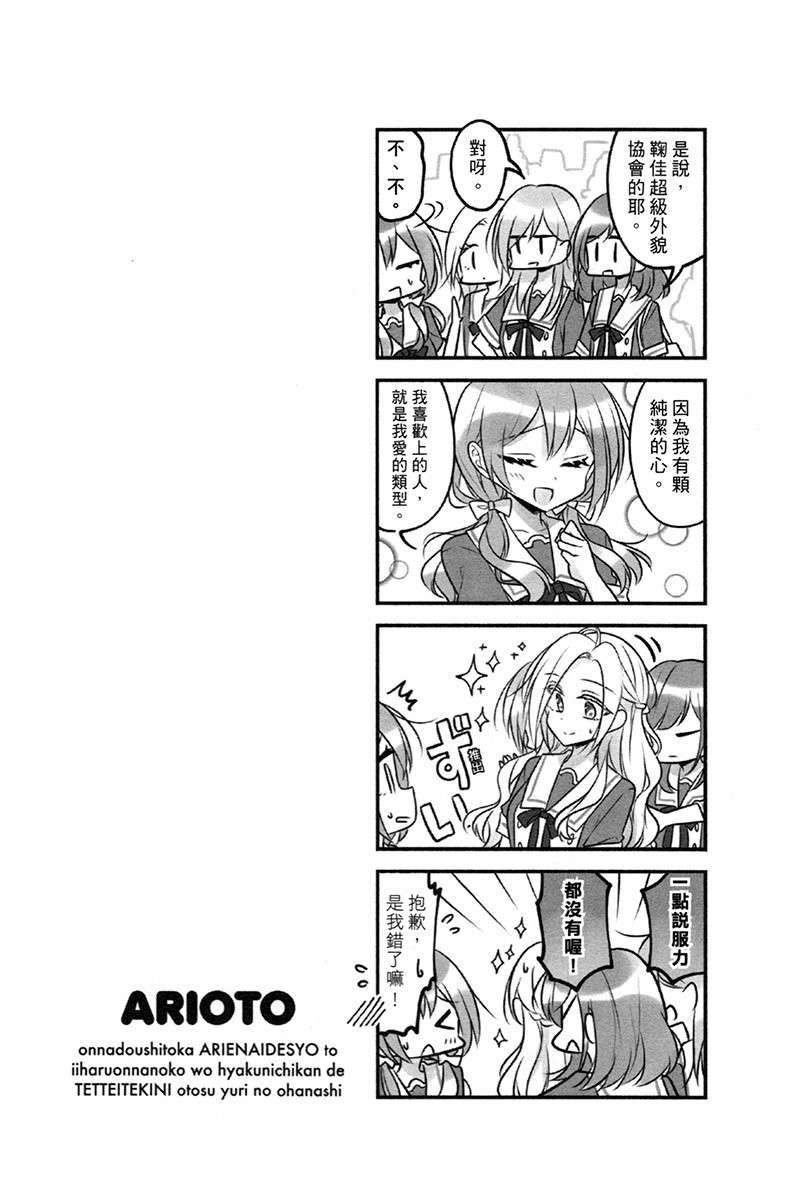 是說，
鞠佳超級外貌
協會的耶。
對呀。
不、不。
因為我有顆
純潔的心。
我喜歡上的人，
就是我愛的類型。
ずい
推出
一點說服力
都沒有喔！
抱歉，
是我錯了嘛！
ARIOTO
onnadoushitoka ARIENAIDESYO to
iiharuonnanoko wo hyakunichikan de
TETTEITEKINI otosu yuri no ohanashi